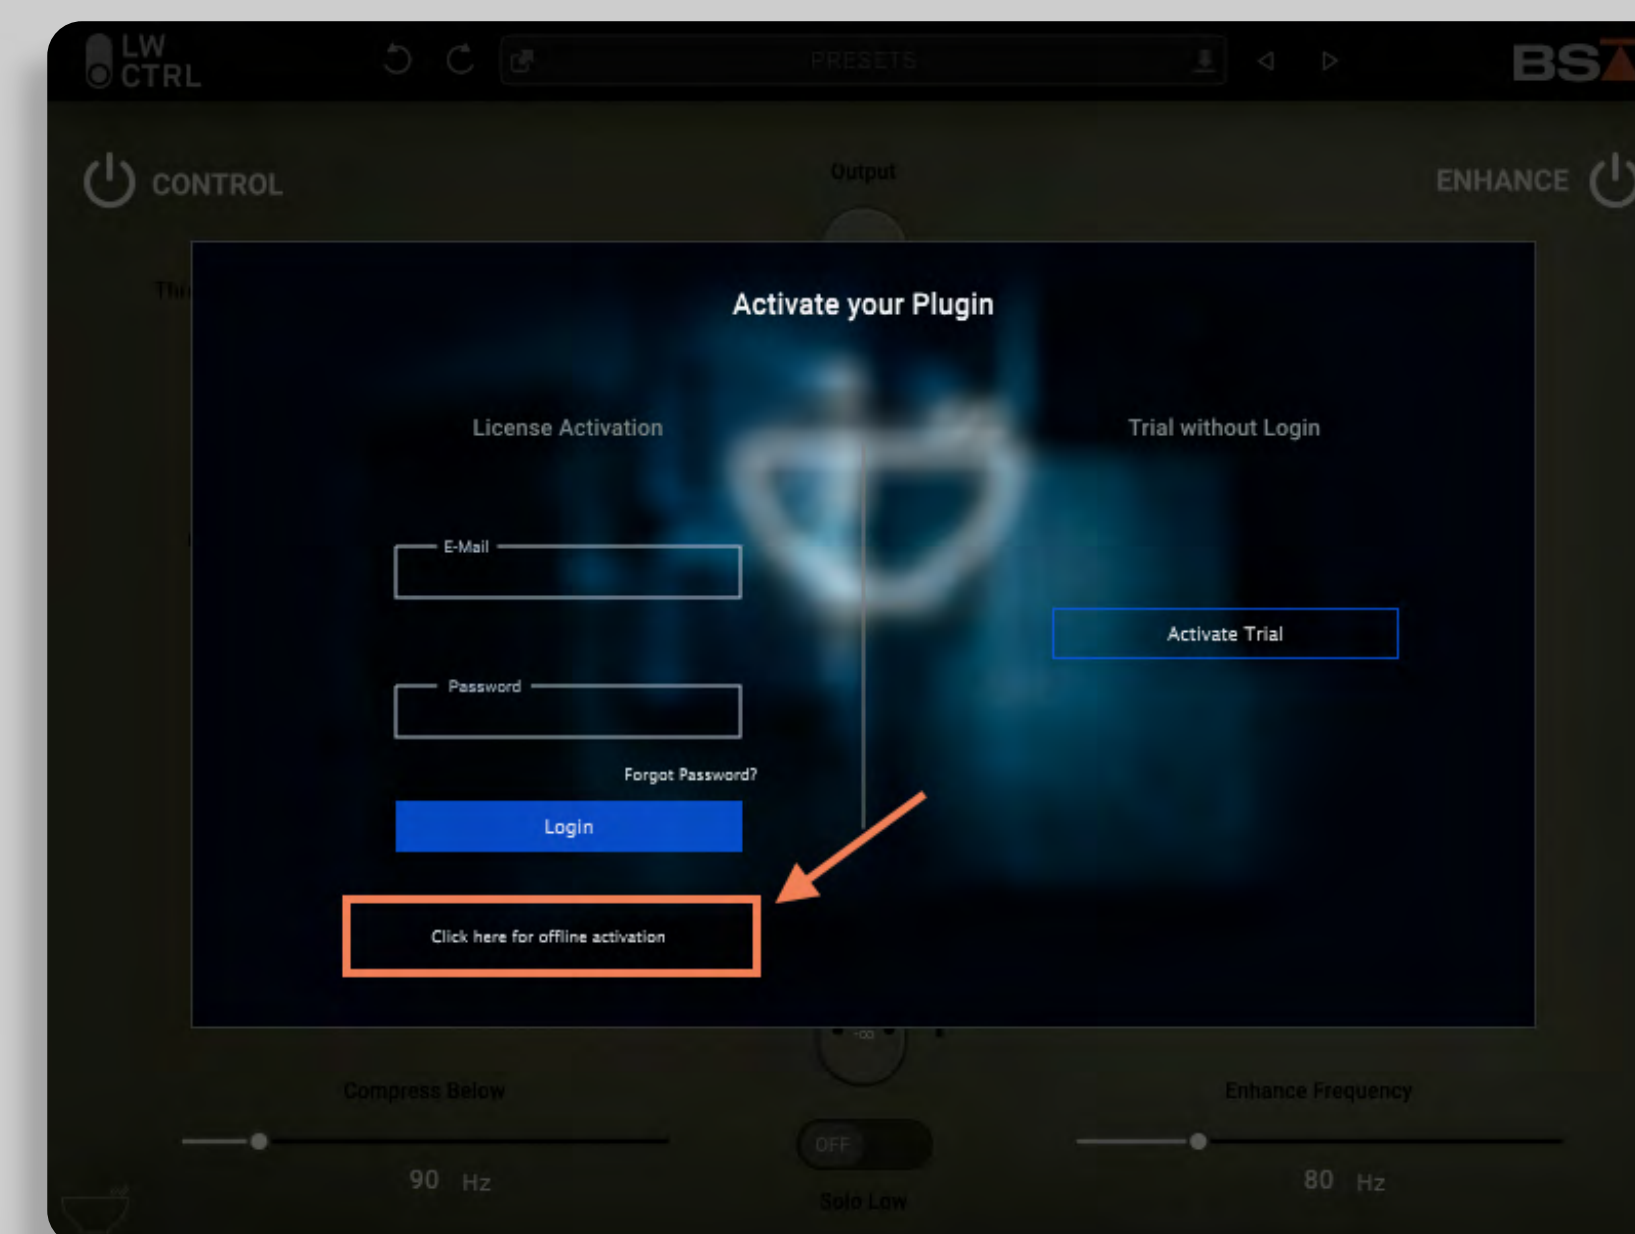 LW
CTRL
PRESETS
BSA
CONTROL
Output
ENHANCE
Activate your Plugin
License Activation
Trial without Login
E-Mail
Activate Trial
Password
Forgot Password?
Login
Click here for offline activation
-∞
Compress Below
Enhance Frequency
OFF
90 Hz
80 Hz
Solo Low